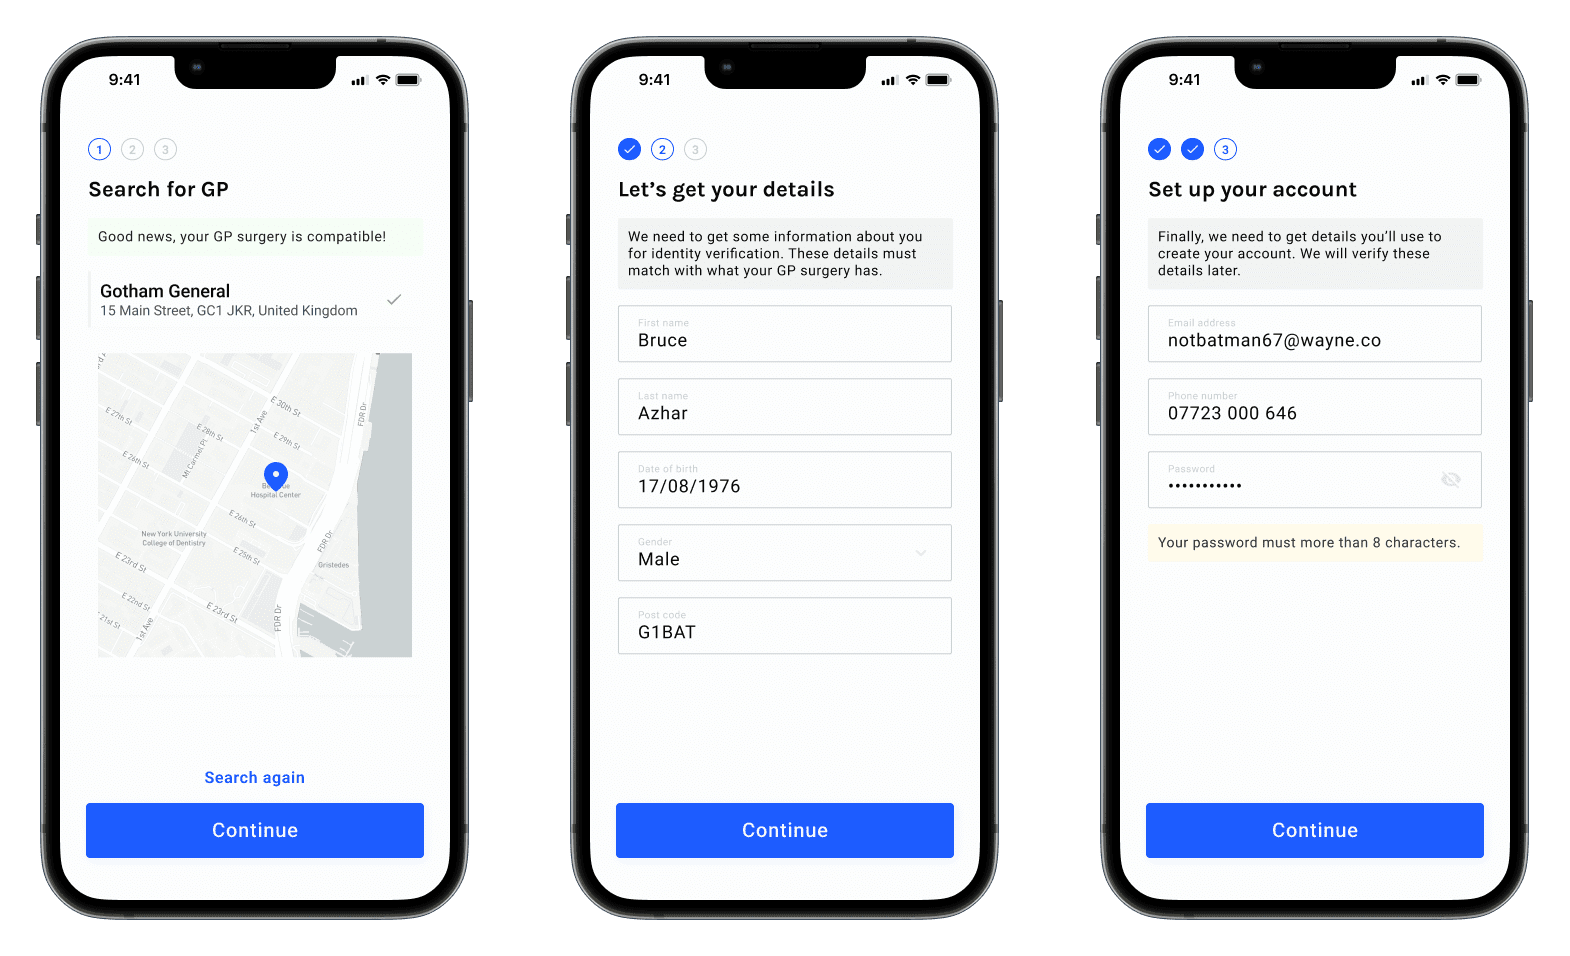 9:41
1 2 3
Search for GP
Good news, your GP surgery is compatible!
Gotham General
15 Main Street, GC1 JKR, United Kingdom
E 30th St
1st Ave
FDR Dr
E 27th St
E 28th St
E 29th St
Mt Carmel Pl
E 26th St
Hospital Center
E 26th St
New York University
College of Dentistry
E 25th St
FDR Dr
E 23rd St
Gristedes
E 22nd St
E 23rd St
FDR Dr
E 21st St
1st Ave
Search again
Continue
9:41
2 3
Let's get your details
We need to get some information about you
for identity verification. These details must
match with what your GP surgery has.
First name
Bruce
Last name
Azhar
Date of birth
17/08/1976
Gender
Male
Post code
G1BAT
Continue
9:41
3
Set up your account
Finally, we need to get details you'll use to
create your account. We will verify these
details later.
Email address
notbatman67@wayne.co
Phone number
07723 000 646
Password
•••••••••••
Your password must more than 8 characters.
Continue